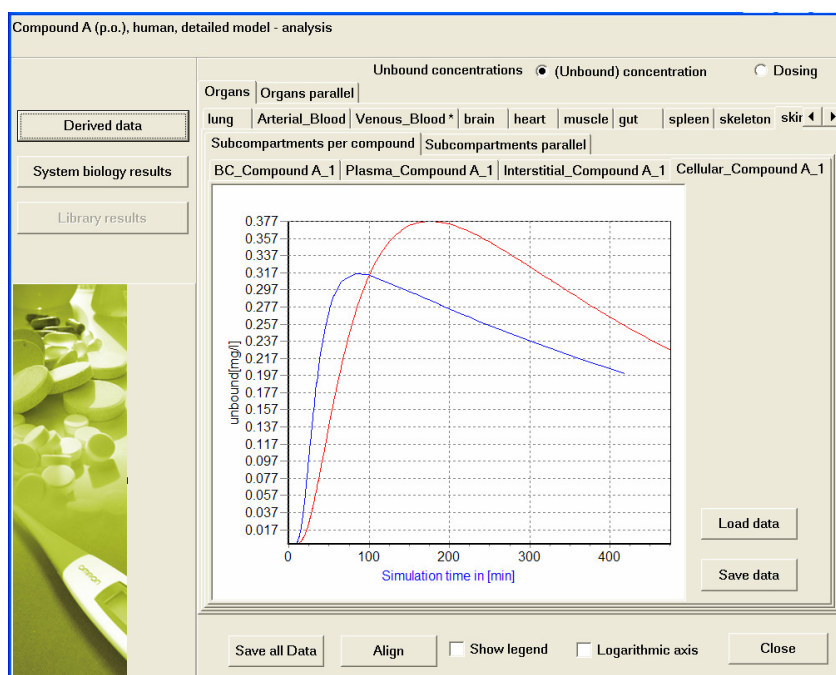 Compound A (p.o.), human, detailed model - analysis
Unbound concentrations (Unbound) concentration Dosing
Organs Organs parallel
lung Arterial_Blood Venous_Blood * brain heart muscle gut spleen skeleton skin
Subcompartments per compound Subcompartments parallel
BC_Compound A_1 Plasma_Compound A_1 Interstitial_Compound A_1 Cellular_Compound A_1
Derived data
System biology results
Library results
unbound[mg/l]
0.377
0.357
0.337
0.317
0.297
0.277
0.257
0.237
0.217
0.197
0.177
0.157
0.137
0.117
0.097
0.077
0.057
0.037
0.017
0 100 200 300 400
Simulation time in [min]
omron
Load data
Save data
Save all Data Align Show legend Logarithmic axis Close